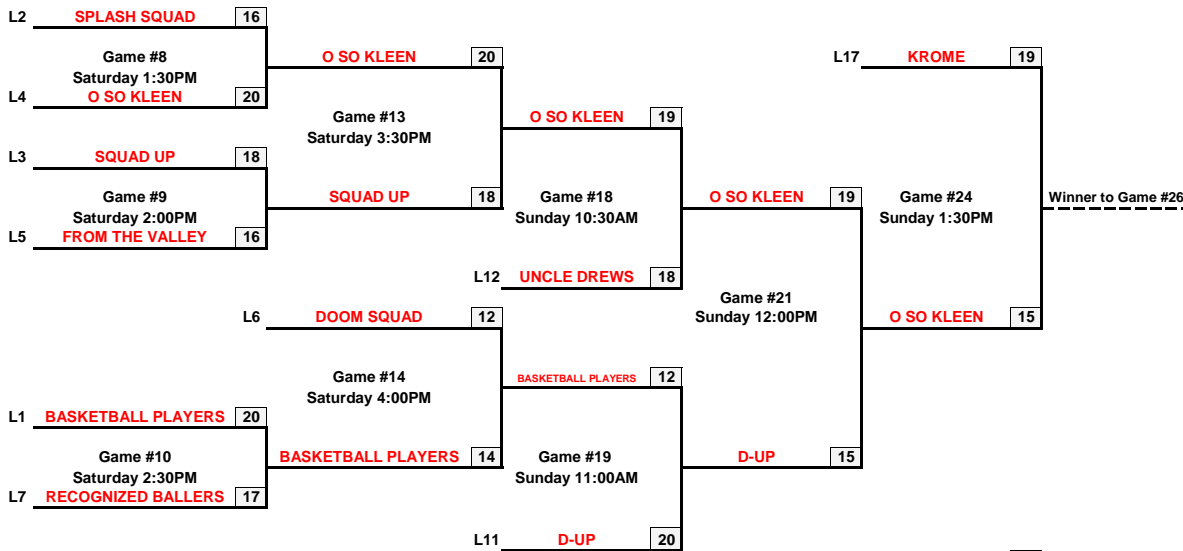 L2 SPLASH SQUAD 16
Game #8
Saturday 1:30PM
L4 O SO KLEEN 20
L3 SQUAD UP 18
Game #9
Saturday 2:00PM
L5 FROM THE VALLEY 16
L6 DOOM SQUAD 12
L1 BASKETBALL PLAYERS 20
Game #10
Saturday 2:30PM
L7 RECOGNIZED BALLERS 17
O SO KLEEN 20
Game #13
Saturday 3:30PM
SQUAD UP 18
Game #14
Saturday 4:00PM
BASKETBALL PLAYERS 14
O SO KLEEN 19
Game #18
Sunday 10:30AM
L12 UNCLE DREWS 18
BASKETBALL PLAYERS 12
Game #19
Sunday 11:00AM
L11 D-UP 20
O SO KLEEN 19
Game #21
Sunday 12:00PM
D-UP 15
L17 KROME 19
Game #24
Sunday 1:30PM
O SO KLEEN 15
Winner to Game #26